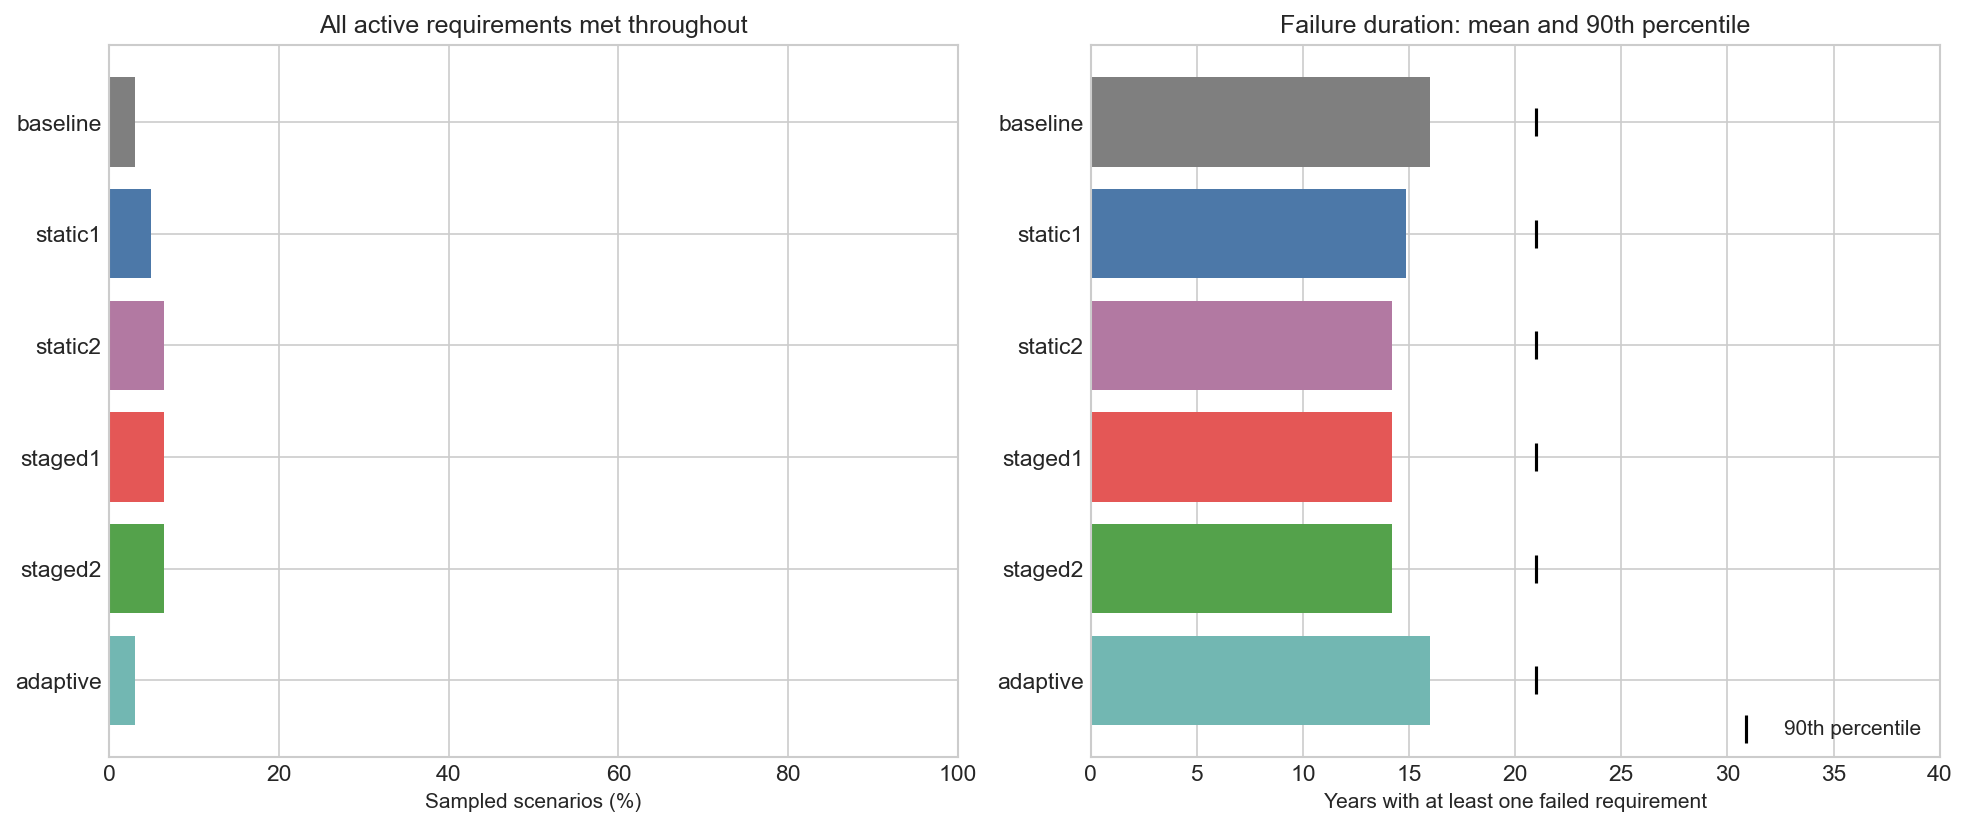 All active requirements met throughout
baseline
static1
static2
staged1
staged2
adaptive
0 20 40 60 80 100
Sampled scenarios (%)
Failure duration: mean and 90th percentile
baseline
static1
static2
staged1
staged2
adaptive
90th percentile
0 5 10 15 20 25 30 35 40
Years with at least one failed requirement